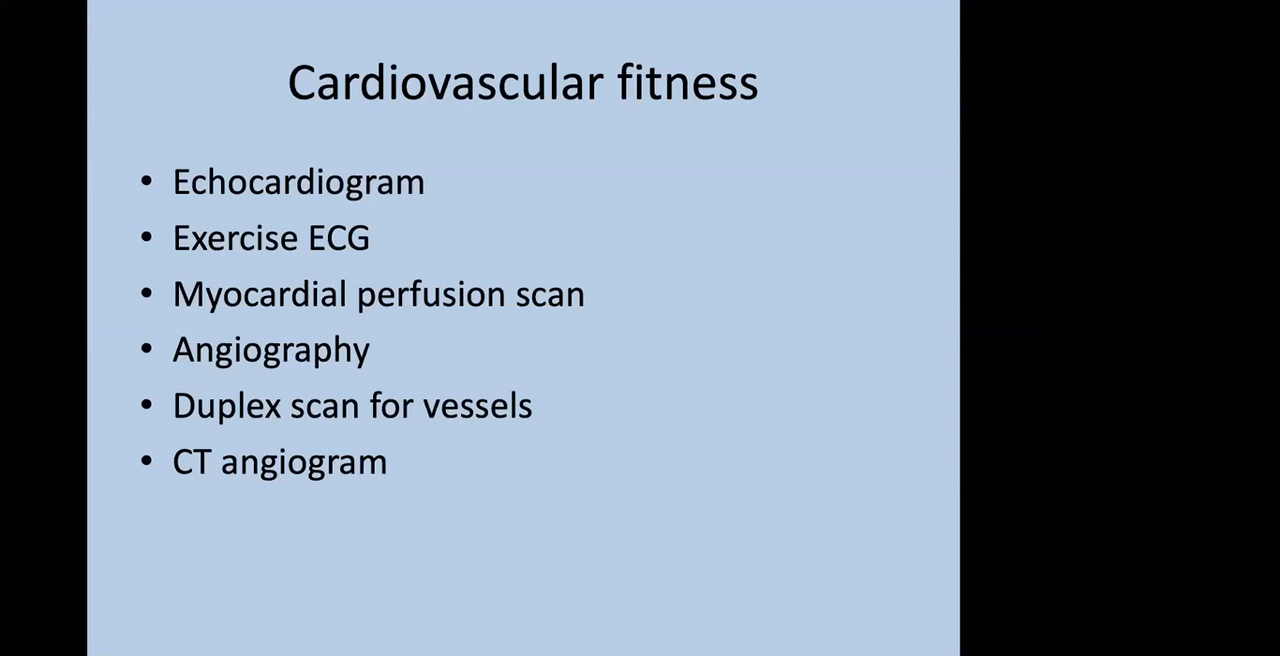 Cardiovascular fitness
• Echocardiogram
• Exercise ECG
• Myocardial perfusion scan
• Angiography
• Duplex scan for vessels
• CT angiogram